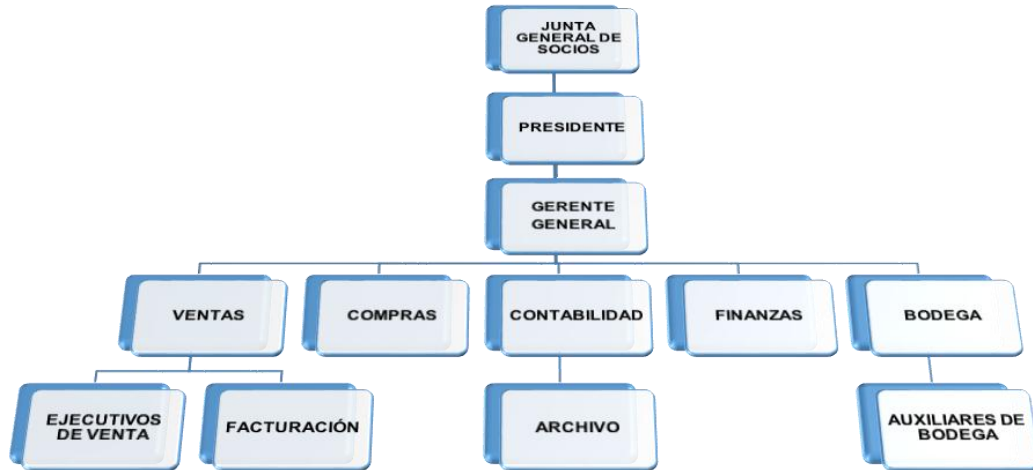 JUNTA
GENERAL DE
SOCIOS
PRESIDENTE
GERENTE
GENERAL
VENTAS
COMPRAS
CONTABILIDAD
FINANZAS
BODEGA
EJECUTIVOS
DE VENTA
FACTURACIÓN
ARCHIVO
AUXILIARES DE
BODEGA